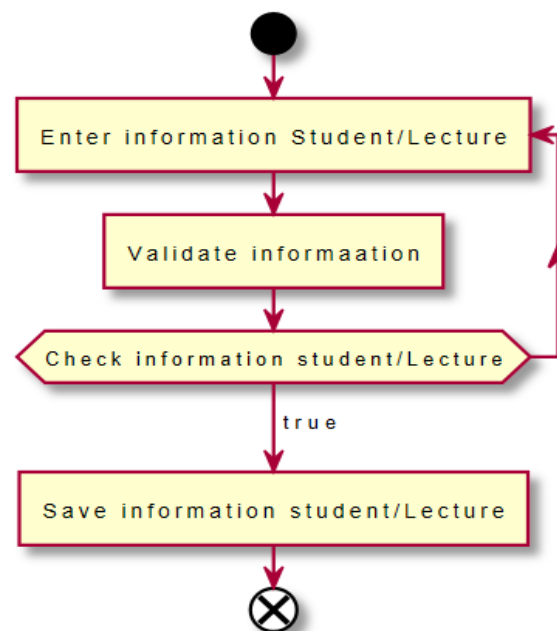 Enter information Student/Lecture
Validate informaation
Check information student/Lecture
true
Save information student/Lecture